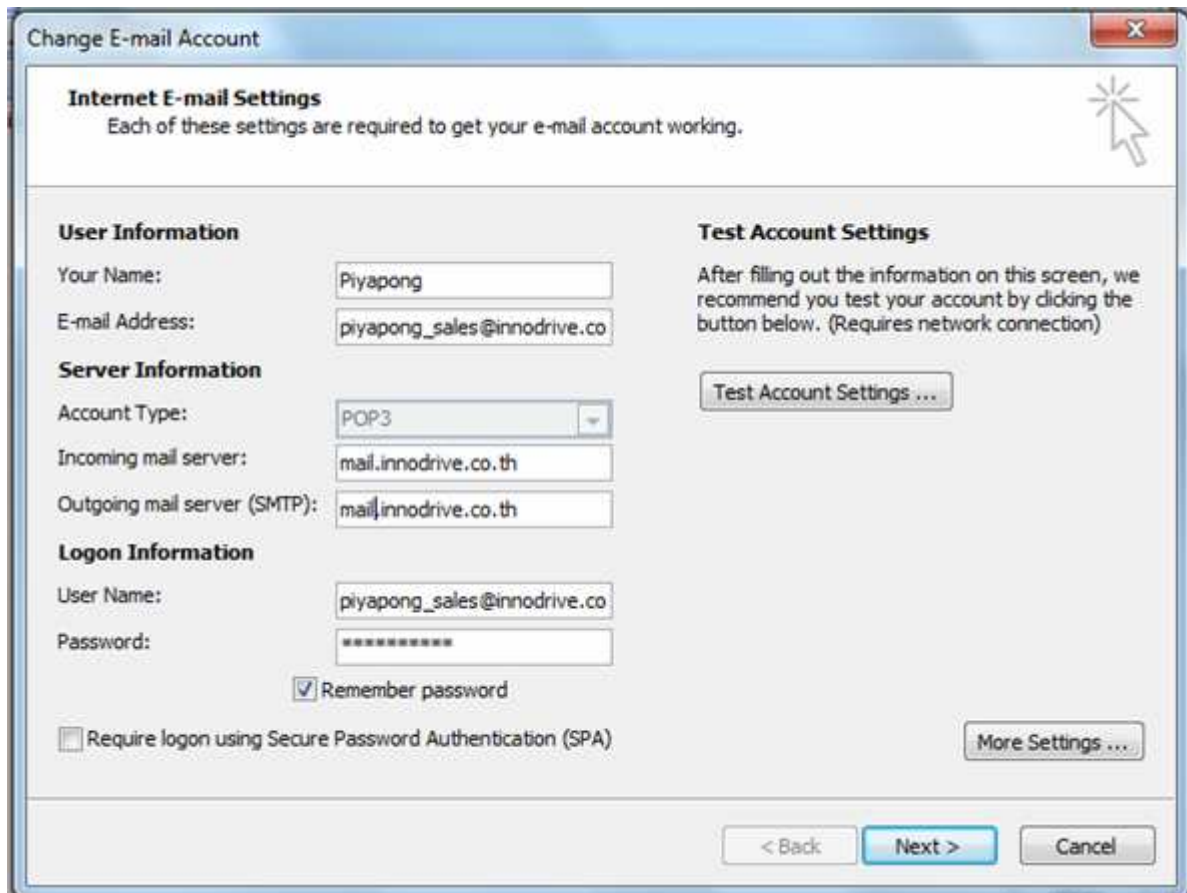 Change E-mail Account
Internet E-mail Settings
Each of these settings are required to get your e-mail account working.
User Information
Your Name: Piyapong
E-mail Address: piyapong_sales@innodrive.co
Server Information
Account Type: POP3
Incoming mail server: mail.innodrive.co.th
Outgoing mail server (SMTP): mail.innodrive.co.th
Logon Information
User Name: piyapong_sales@innodrive.co
Password: **********
Remember password
Require logon using Secure Password Authentication (SPA)
Test Account Settings
After filling out the information on this screen, we
recommend you test your account by clicking the
button below. (Requires network connection)
Test Account Settings ...
More Settings ...
< Back
Next >
Cancel